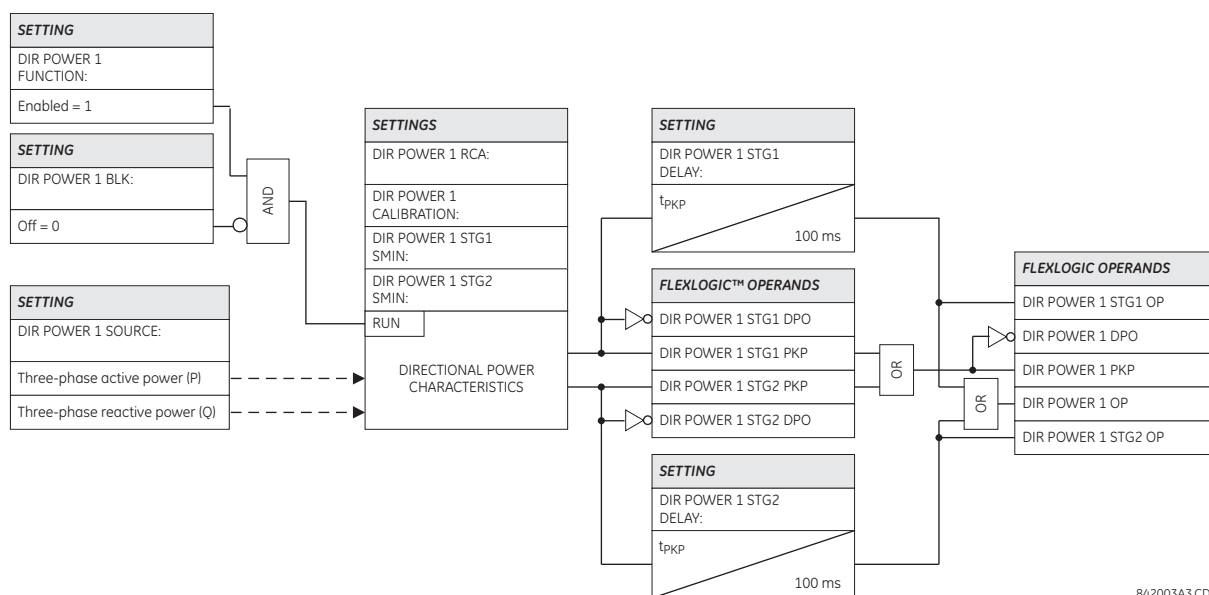 SETTING
DIR POWER 1
FUNCTION:
Enabled = 1
SETTING
DIR POWER 1 BLK:
Off = 0
SETTING
DIR POWER 1 SOURCE:
Three-phase active power (P)
Three-phase reactive power (Q)
AND
SETTINGS
DIR POWER 1 RCA:
DIR POWER 1
CALIBRATION:
DIR POWER 1 STG1
SMIN:
DIR POWER 1 STG2
SMIN:
RUN
DIRECTIONAL POWER
CHARACTERISTICS
SETTING
DIR POWER 1 STG1
DELAY:
tPKP
100 ms
FLEXLOGIC™ OPERANDS
DIR POWER 1 STG1 DPO
DIR POWER 1 STG1 PKP
DIR POWER 1 STG2 PKP
DIR POWER 1 STG2 DPO
SETTING
DIR POWER 1 STG2
DELAY:
tPKP
100 ms
OR
OR
FLEXLOGIC OPERANDS
DIR POWER 1 STG1 OP
DIR POWER 1 DPO
DIR POWER 1 PKP
DIR POWER 1 OP
DIR POWER 1 STG2 OP